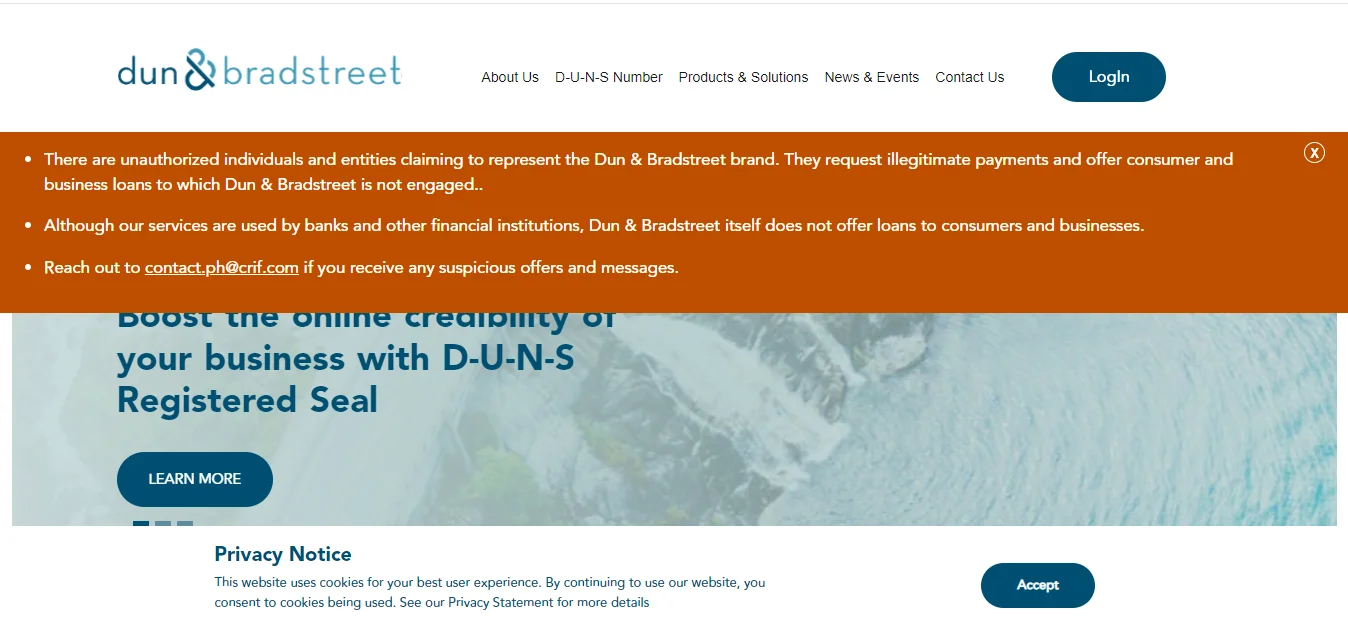 dun & bradstreet
About Us D-U-N-S Number Products & Solutions News & Events Contact Us
LogIn
• There are unauthorized individuals and entities claiming to represent the Dun & Bradstreet brand. They request illegitimate payments and offer consumer and
business loans to which Dun & Bradstreet is not engaged..
X
• Although our services are used by banks and other financial institutions, Dun & Bradstreet itself does not offer loans to consumers and businesses.
• Reach out to contact.ph@crif.com if you receive any suspicious offers and messages.
Boost the online credibility of
your business with D-U-N-S
Registered Seal
LEARN MORE
Privacy Notice
This website uses cookies for your best user experience. By continuing to use our website, you
consent to cookies being used. See our Privacy Statement for more details
Accept